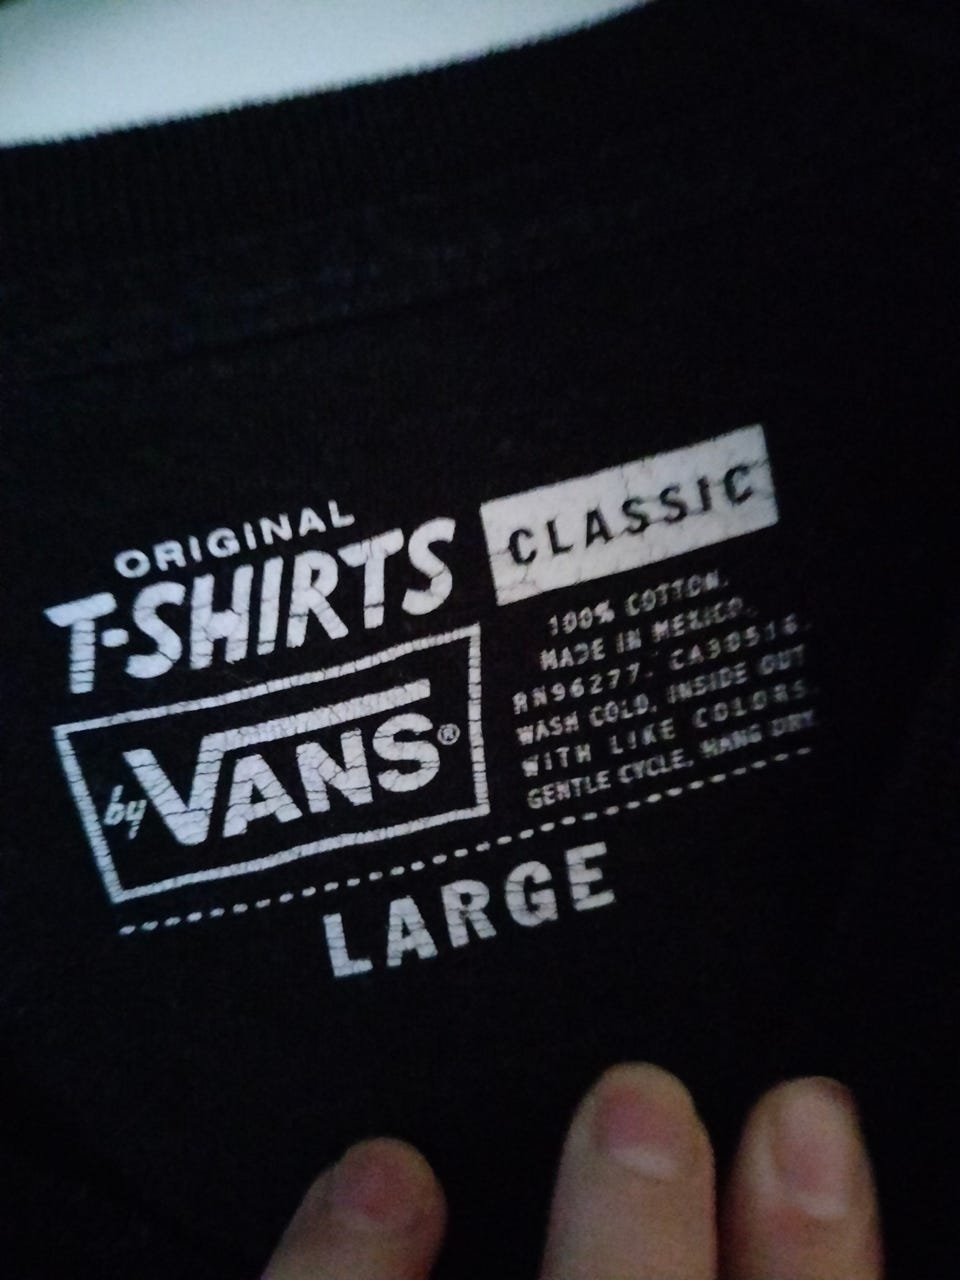 ORIGINAL
T-SHIRTS
by VANS®
CLASSIC
100% COTTON.
MADE IN MEXICO.
RN96277. CA30516.
WASH COLD, INSIDE OUT
WITH LIKE COLORS.
GENTLE CYCLE, HANG DRY.
LARGE